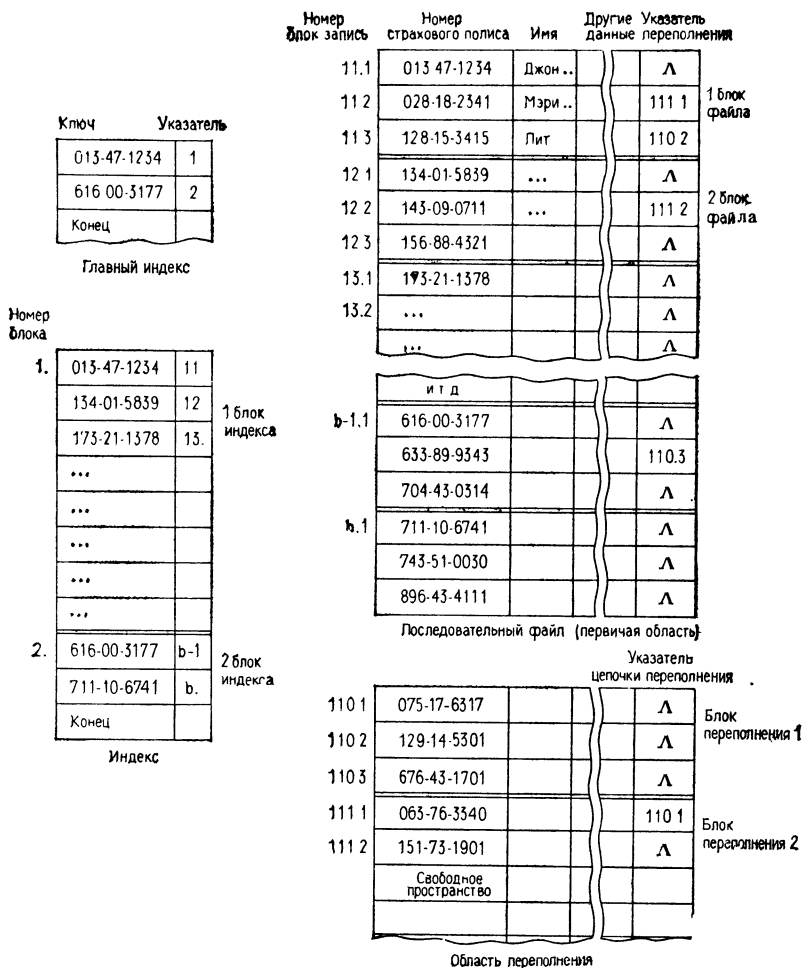 Ключ Указатель
013-47-1234 1
616 00-3177 2
Конец
Главный индекс
Номер блока
1. 013-47-1234 11
134-01-5839 12
173-21-1378 13.
...
...
...
...
...
1 блок индекса
2. 616-00-3177 b-1
711-10-6741 b.
Конец
2 блок индекса
Индекс
Номер блок запись
Номер страхового полиса
Имя
Другие данные
Указатель переполнения
11.1 013 47-1234 Джон .. Λ
11 2 028-18-2341 Мэри .. 111 1
11 3 128-15-3415 Пит 110 2
1 блок файла
12 1 134-01-5839 ... Λ
12 2 143-09-0711 ... 111 2
12 3 156-88-4321 Λ
2 блок файла
13.1 173-21-1378 Λ
13.2 ... Λ
... Λ
и т д
b-1.1 616-00-3177 Λ
633-89-9343 110.3
704-43-0314 Λ
b.1 711-10-6741 Λ
743-51-0030 Λ
896-43-4111 Λ
Последовательный файл (первичая область)
Указатель цепочки переполнения
110 1 075-17-6317 Λ
110 2 129-14-5301 Λ
110 3 676-43-1701 Λ
Блок переполнения 1
111 1 063-76-3340 110 1
111 2 151-73-1901 Λ
Свободное пространство
Блок переполнения 2
Область переполнения